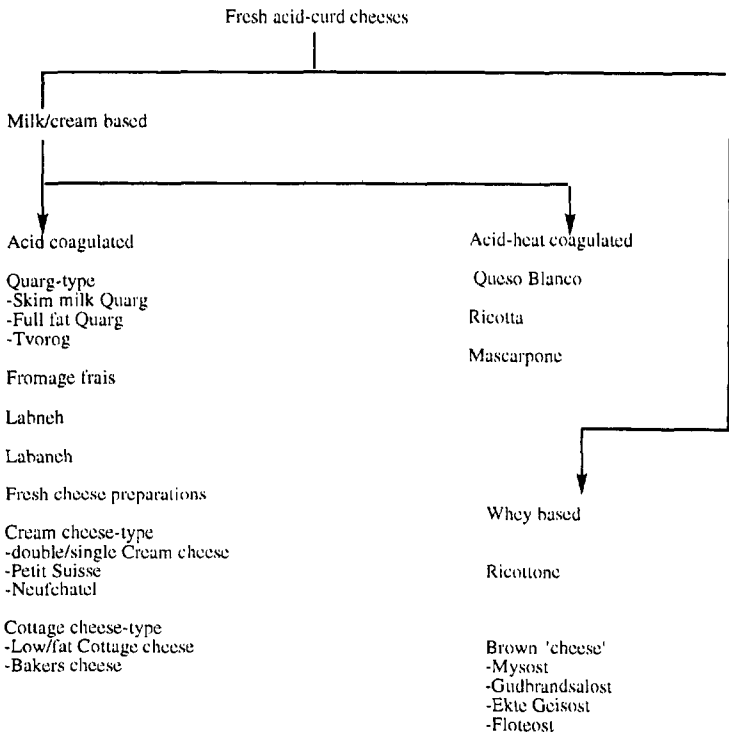 Fresh acid-curd cheeses
Milk/cream based
Acid coagulated
Quarg-type
-Skim milk Quarg
-Full fat Quarg
-Tvorog
Fromage frais
Labneh
Labaneh
Fresh cheese preparations
Cream cheese-type
-double/single Cream cheese
-Petit Suisse
-Neufchatel
Cottage cheese-type
-Low/fat Cottage cheese
-Bakers cheese
Acid-heat coagulated
Queso Blanco
Ricotta
Mascarpone
Whey based
Ricottone
Brown 'cheese'
-Mysost
-Gudbrandsalost
-Ekte Geisost
-Floteost